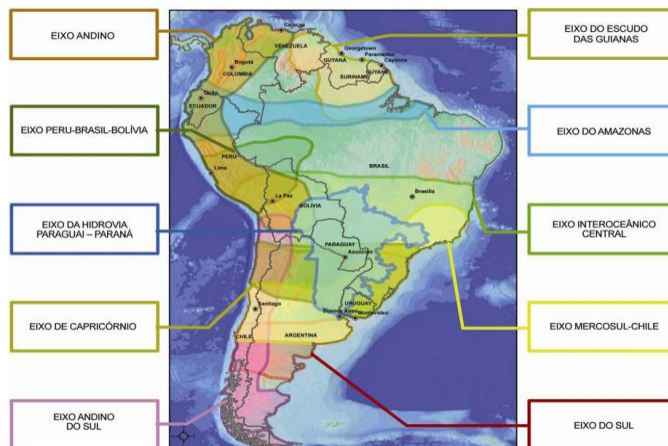 EIXO ANDINO
EIXO PERU-BRASIL-BOLÍVIA
EIXO DA HIDROVIA
PARAGUAI – PARANÁ
EIXO DE CAPRICÓRNIO
EIXO ANDINO
DO SUL
EIXO DO ESCUDO
DAS GUIANAS
EIXO DO AMAZONAS
EIXO INTEROCEÂNICO
CENTRAL
EIXO MERCOSUL-CHILE
EIXO DO SUL
Caracas
VENEZUELA
Georgetown
Paramaribo
GUYANA
Cayenne
SURINAME
GUYANE
Bogotá
COLOMBIA
Quito
ECUADOR
PERU
Lima
BRASIL
Brasilia
La Paz
BOLIVIA
PARAGUAY
Asunción
Santiago
URUGUAY
Buenos Aires
Montevideo
CHILE
ARGENTINA